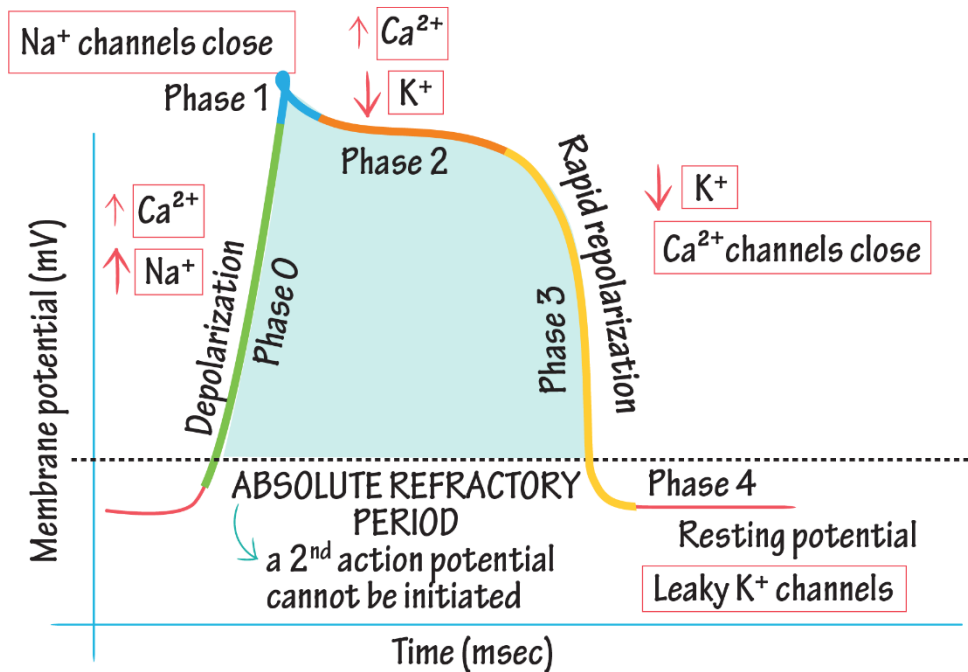 Na⁺ channels close
Phase 1
↑ Ca²⁺
↓ K⁺
Phase 2
↑ Ca²⁺
↑ Na⁺
Depolarization
Phase 0
Phase 3
Rapid repolarization
↓ K⁺
Ca²⁺ channels close
Membrane potential (mV)
ABSOLUTE REFRACTORY
PERIOD
a 2ⁿᵈ action potential
cannot be initiated
Phase 4
Resting potential
Leaky K⁺ channels
Time (msec)